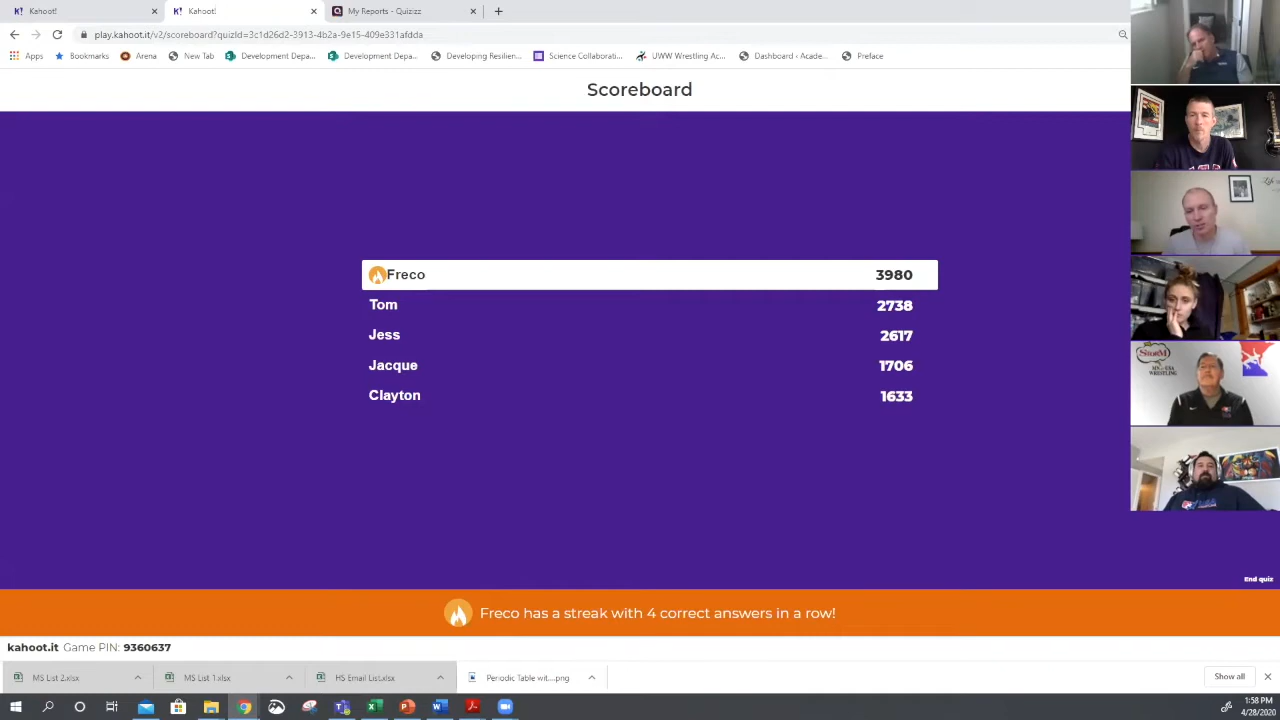 Kahoot!
Kahoot!
My Reports - Quizizz
play.kahoot.it/v2/scoreboard?quizId=3c1d26d2-3913-4b2a-9e15-409e331afdda
Apps
Bookmarks
Arena
New Tab
Development Depa...
Development Depa...
Developing Resilien...
Science Collaborati...
UWW Wrestling Ac...
Dashboard ‹ Acade...
Preface
Scoreboard
Freco 3980
Tom 2738
Jess 2617
Jacque 1706
Clayton 1633
STORM
MN USA
WRESTLING
End quiz
Freco has a streak with 4 correct answers in a row!
kahoot.it Game PIN: 9360637
MS List 2.xlsx
MS List 1.xlsx
HS Email List.xlsx
Periodic Table wit....png
Show all
1:58 PM
4/28/2020